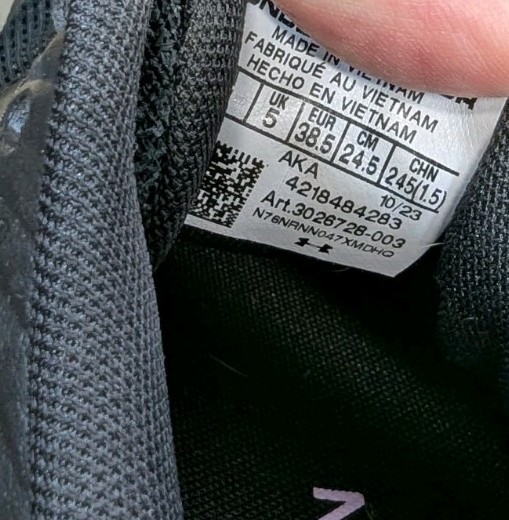 MADE IN VIETNAM
FABRIQUÉ AU VIETNAM
HECHO EN VIETNAM
UK EUR CM CHN
5 38.5 24.5 245(1.5)
AKA 10/23
4218484283
Art.3026728-003
N76NRNN047XMDHG